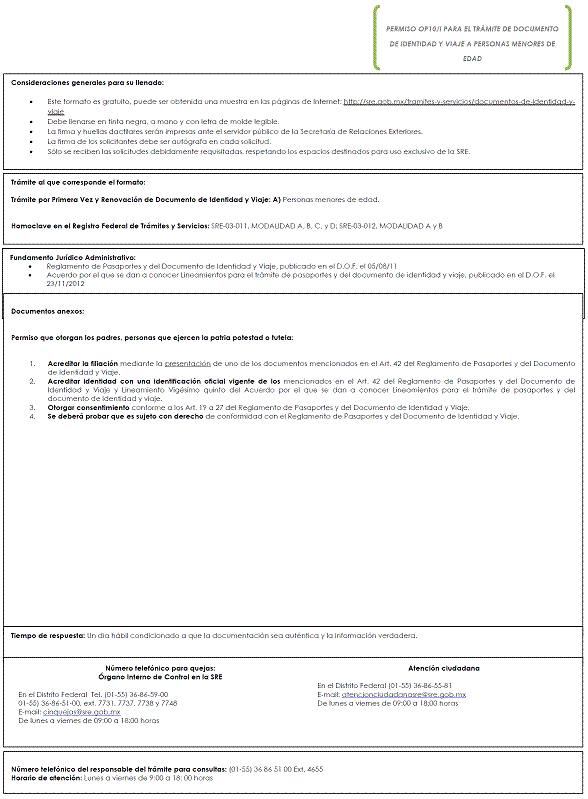 PERMISO OP10/I PARA EL TRÁMITE DE DOCUMENTO
DE IDENTIDAD Y VIAJE A PERSONAS MENORES DE
EDAD
Consideraciones generales para su llenado:
• Este formato es gratuito, puede ser obtenida una muestra en las páginas de Internet: http://sre.gob.mx/tramites-y-servicios/documentos-de-identidad-y-
viaje
• Debe llenarse en tinta negra, a mano y con letra de molde legible.
• La firma y huellas dactilares serán impresas ante el servidor público de la Secretaría de Relaciones Exteriores.
• La firma de los solicitantes debe ser autógrafa en cada solicitud.
• Sólo se reciben las solicitudes debidamente requisitadas, respetando los espacios destinados para uso exclusivo de la SRE.
Trámite al que corresponde el formato:
Trámite por Primera Vez y Renovación de Documento de Identidad y Viaje: A) Personas menores de edad.
Homoclave en el Registro Federal de Trámites y Servicios: SRE-03-011, MODALIDAD A, B, C, y D; SRE-03-012, MODALIDAD A y B
Fundamento Jurídico Administrativo:
• Reglamento de Pasaportes y del Documento de Identidad y Viaje, publicado en el D.O.F. el 05/08/11
• Acuerdo por el que se dan a conocer Lineamientos para el trámite de pasaportes y del documento de identidad y viaje, publicado en el D.O.F. el
23/11/2012
Documentos anexos:
Permiso que otorgan los padres, personas que ejercen la patria potestad o tutela:
1. Acreditar la filiación mediante la presentación de uno de los documentos mencionados en el Art. 42 del Reglamento de Pasaportes y del Documento
de Identidad y Viaje.
2. Acreditar identidad con una identificación oficial vigente de los mencionados en el Art. 42 del Reglamento de Pasaportes y del Documento de
Identidad y Viaje y Lineamiento Vigésimo quinto del Acuerdo por el que se dan a conocer Lineamientos para el trámite de pasaportes y del
documento de identidad y viaje.
3. Otorgar consentimiento conforme a los Art. 19 a 27 del Reglamento de Pasaportes y del Documento de Identidad y Viaje.
4. Se deberá probar que es sujeto con derecho de conformidad con el Reglamento de Pasaportes y del Documento de Identidad y Viaje.
Tiempo de respuesta: Un día hábil condicionado a que la documentación sea auténtica y la información verdadera.
Número telefónico para quejas:
Órgano Interno de Control en la SRE
En el Distrito Federal Tel. (01-55) 36-86-59-00
01-55) 36-86-51-00, ext. 7731, 7737, 7738 y 7748
E-mail: cinquejas@sre.gob.mx
De lunes a viernes de 09:00 a 18:00 horas
Atención ciudadana
En el Distrito Federal (01-55) 36-86-55-81
E-mail: atencionciudadanasre@sre.gob.mx
De lunes a viernes de 09:00 a 18:00 horas
Número telefónico del responsable del trámite para consultas: (01-55) 36 86 51 00 Ext. 4655
Horario de atención: Lunes a viernes de 9:00 a 18: 00 horas